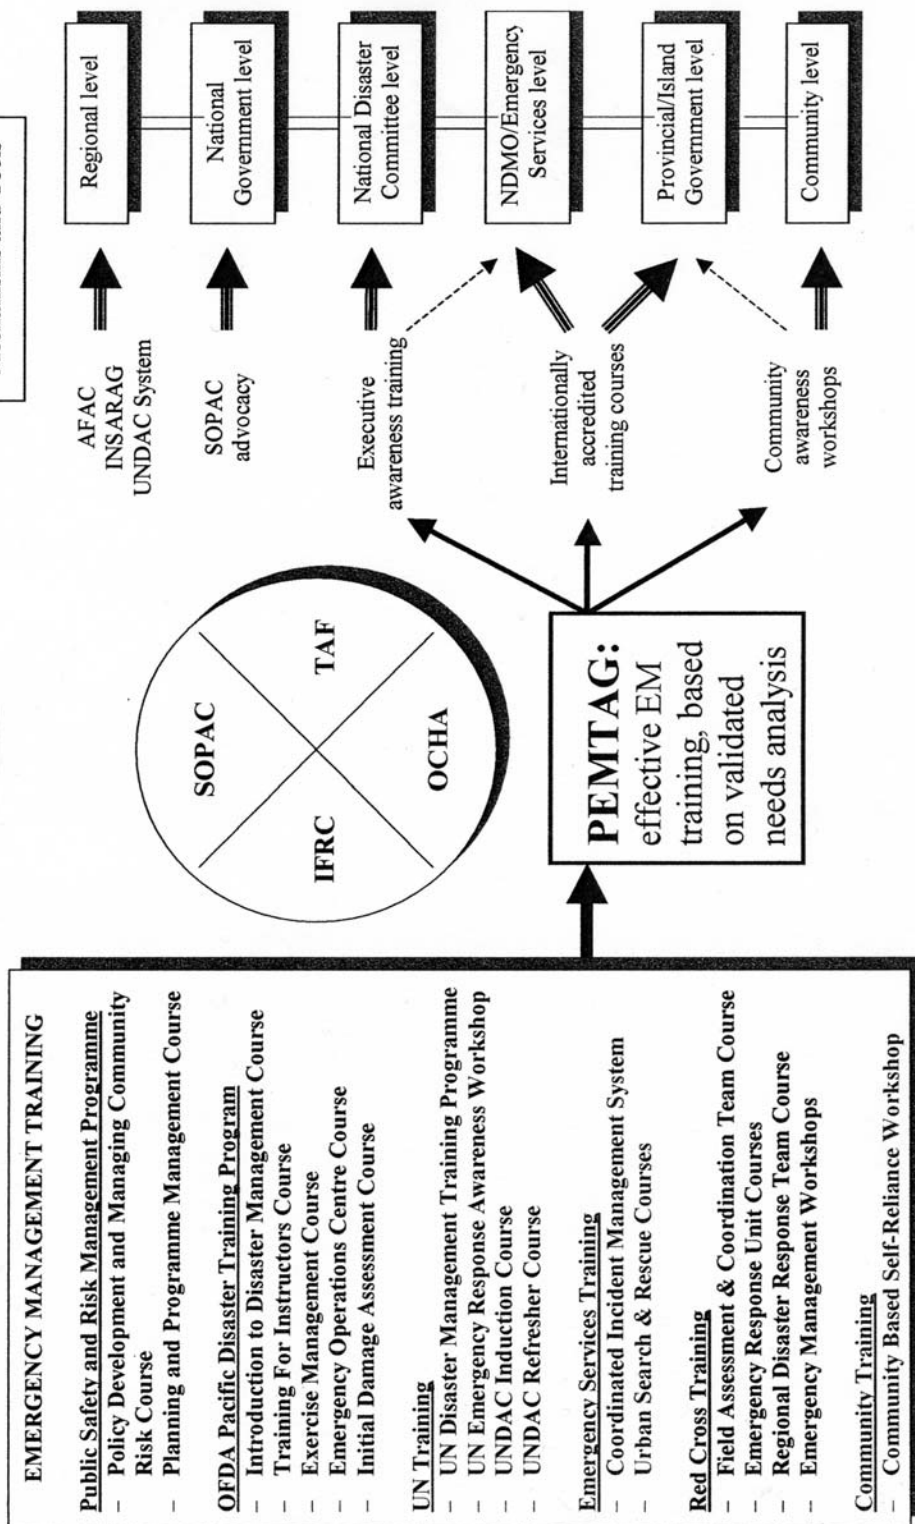 EMERGENCY MANAGEMENT TRAINING
Public Safety and Risk Management Programme
– Policy Development and Managing Community
Risk Course
– Planning and Programme Management Course
OFDA Pacific Disaster Training Program
– Introduction to Disaster Management Course
– Training For Instructors Course
– Exercise Management Course
– Emergency Operations Centre Course
– Initial Damage Assessment Course
UN Training
– UN Disaster Management Training Programme
– UN Emergency Response Awareness Workshop
– UNDAC Induction Course
– UNDAC Refresher Course
Emergency Services Training
– Coordinated Incident Management System
– Urban Search & Rescue Courses
Red Cross Training
– Field Assessment & Coordination Team Course
– Emergency Response Unit Courses
– Regional Disaster Response Team Course
– Emergency Management Workshops
Community Training
– Community Based Self-Reliance Workshop
SOPAC
IFRC
TAF
OCHA
PEMTAG:
effective EM
training, based
on validated
needs analysis
AFAC
INSARAG
UNDAC System
SOPAC
advocacy
Executive
awareness training
Internationally
accredited
training courses
Community
awareness
workshops
Regional level
National
Government level
National Disaster
Committee level
NDMO/Emergency
Services level
Provincial/Island
Government level
Community level